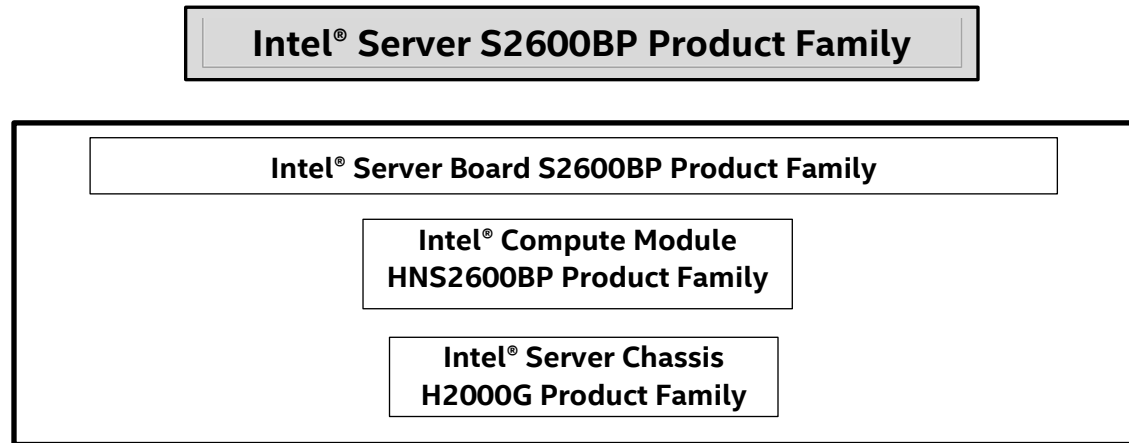 Intel® Server S2600BP Product Family
Intel® Server Board S2600BP Product Family
Intel® Compute Module
HNS2600BP Product Family
Intel® Server Chassis
H2000G Product Family